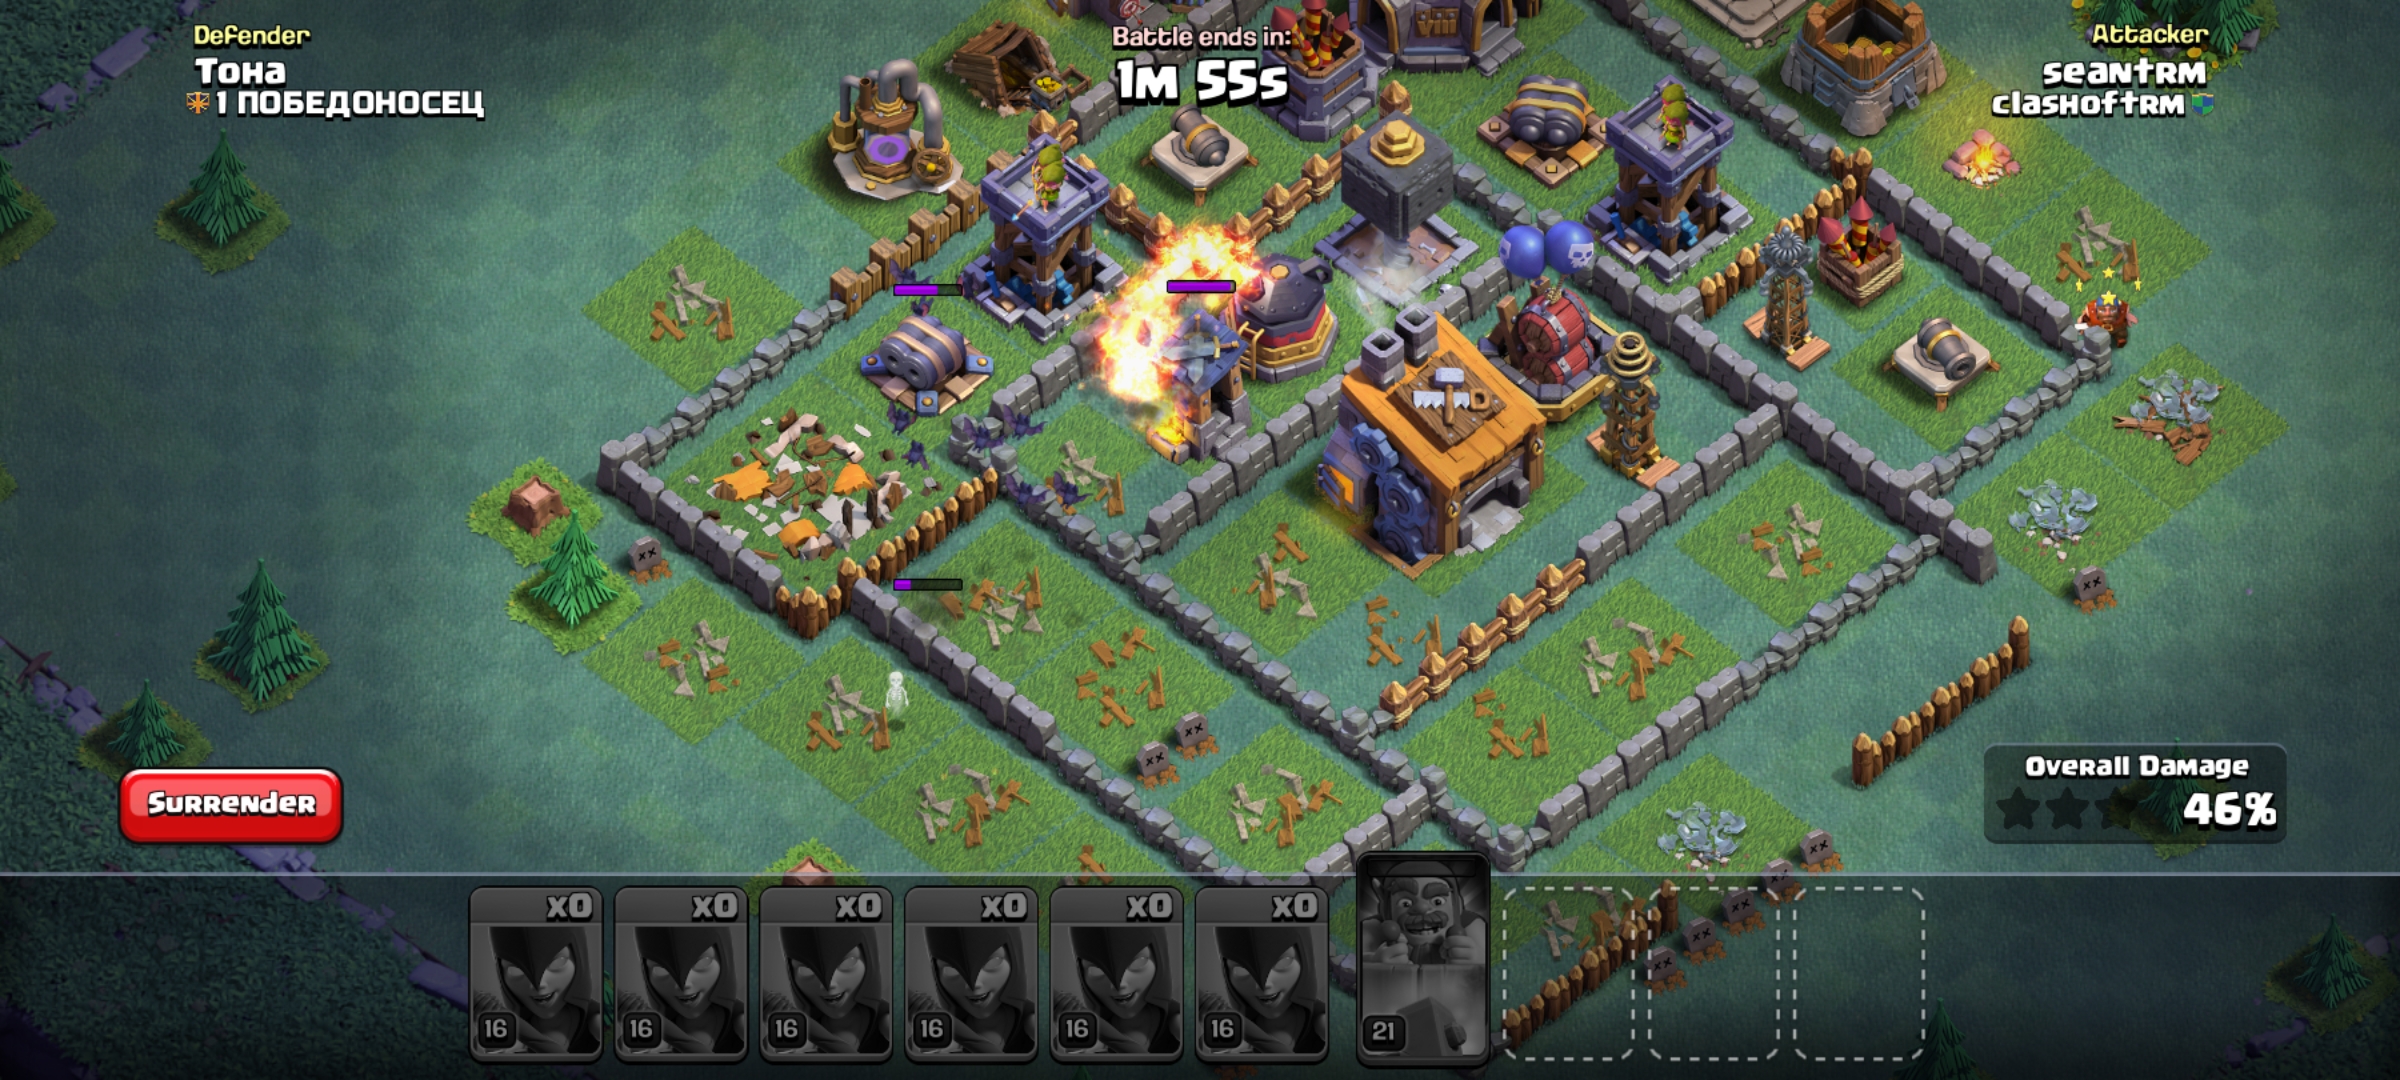 Defender
Тона
1 ПОБЕДОНОСЕЦ
Battle ends in:
1M 55s
Attacker
seantrm
clashoftrm
VIII
Surrender
Overall Damage
46%
x0
x0
x0
x0
x0
x0
16
16
16
16
16
16
21